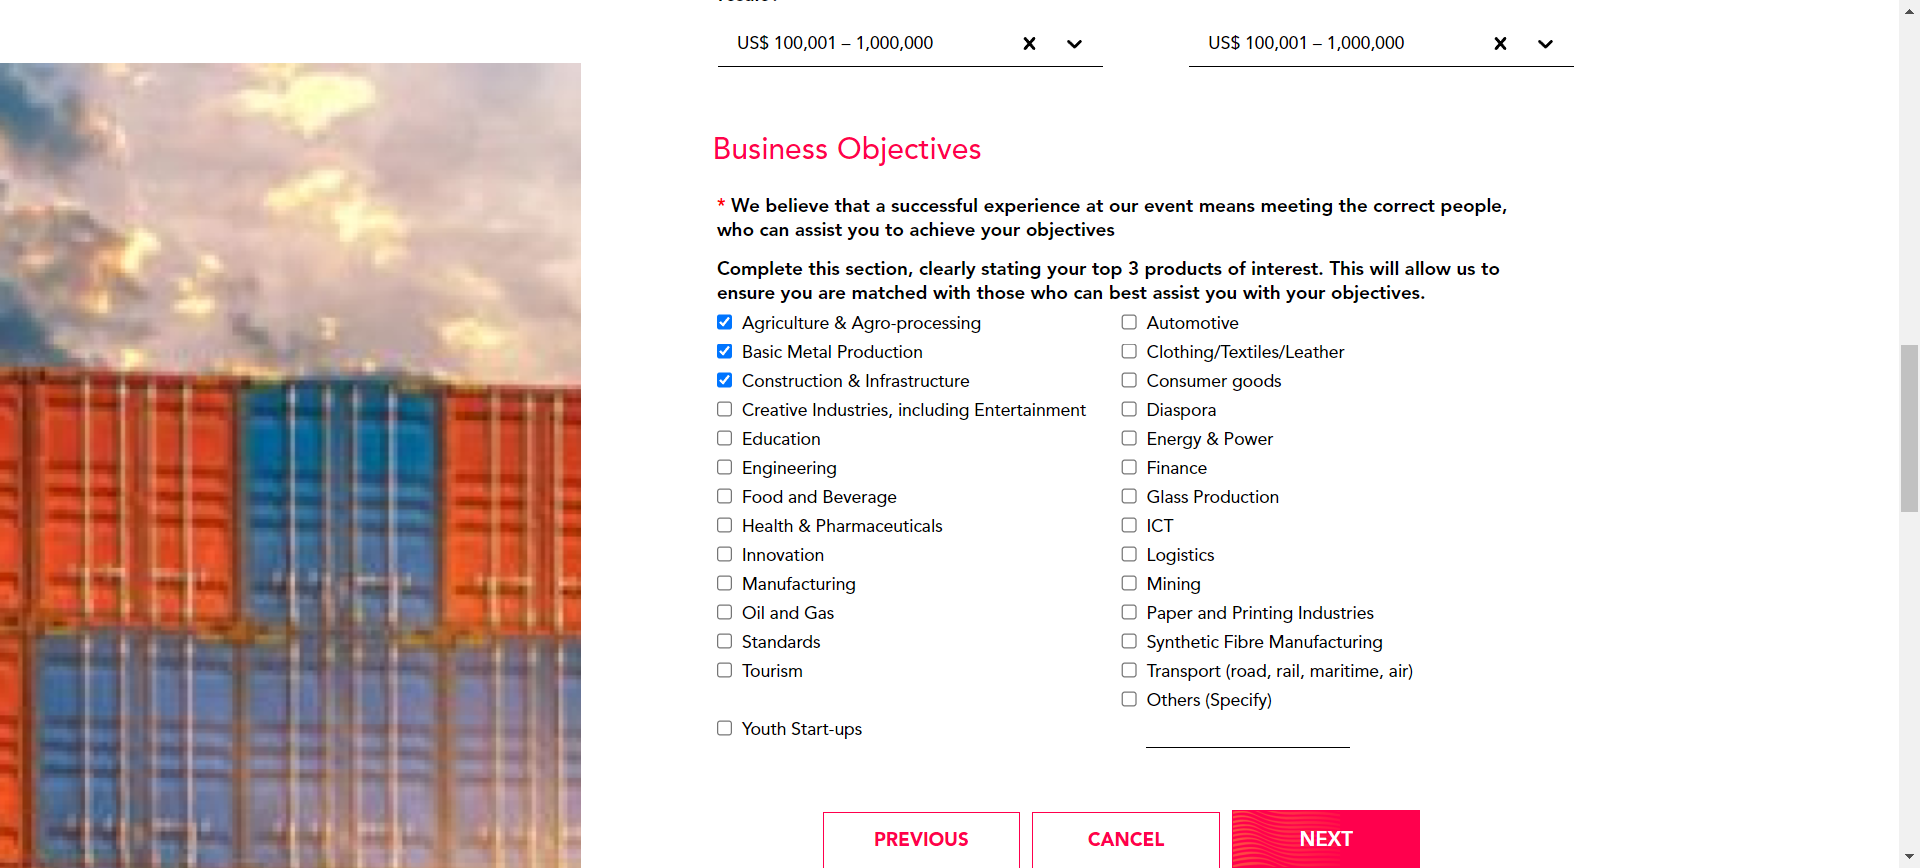 US$ 100,001 – 1,000,000
US$ 100,001 – 1,000,000
Business Objectives
* We believe that a successful experience at our event means meeting the correct people,
who can assist you to achieve your objectives
Complete this section, clearly stating your top 3 products of interest. This will allow us to
ensure you are matched with those who can best assist you with your objectives.
Agriculture & Agro-processing
Automotive
Basic Metal Production
Clothing/Textiles/Leather
Construction & Infrastructure
Consumer goods
Creative Industries, including Entertainment
Diaspora
Education
Energy & Power
Engineering
Finance
Food and Beverage
Glass Production
Health & Pharmaceuticals
ICT
Innovation
Logistics
Manufacturing
Mining
Oil and Gas
Paper and Printing Industries
Standards
Synthetic Fibre Manufacturing
Tourism
Transport (road, rail, maritime, air)
Others (Specify)
Youth Start-ups
PREVIOUS
CANCEL
NEXT